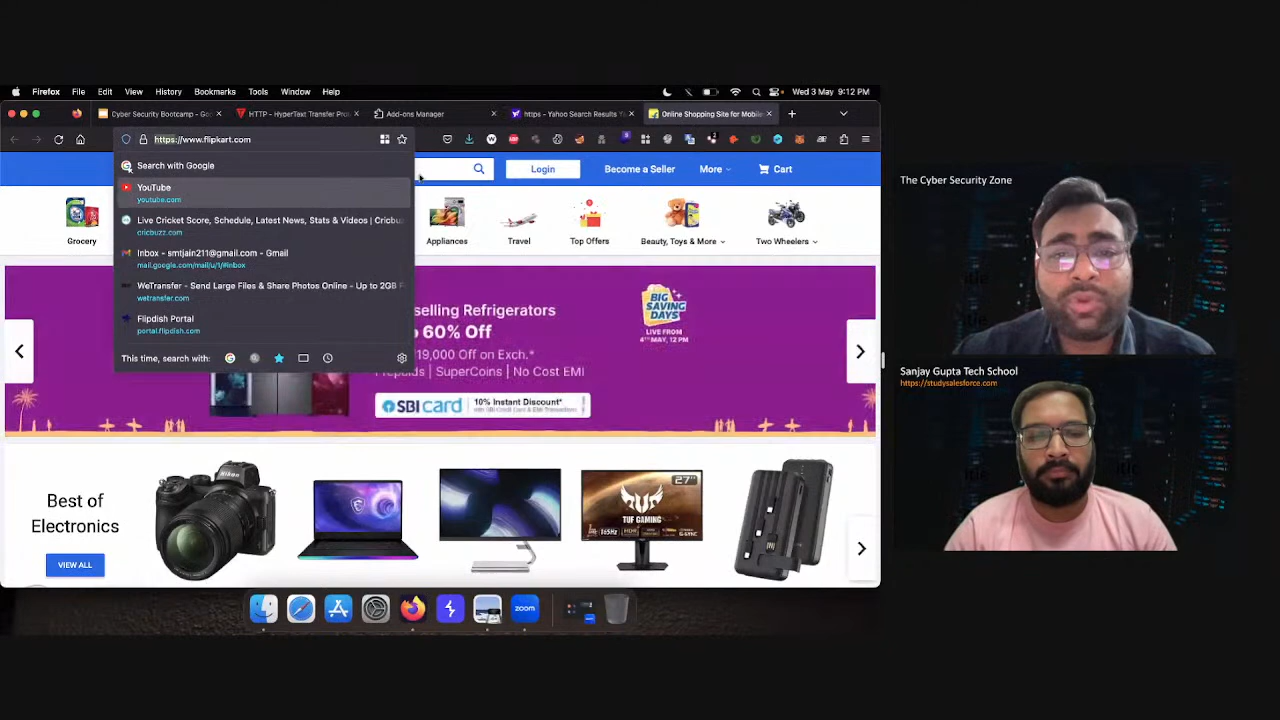 Firefox File Edit View History Bookmarks Tools Window Help
Wed 3 May 9:12 PM
Cyber Security Bootcamp - Go
HTTP - HyperText Transfer Pro
Add-ons Manager
https - Yahoo Search Results
Online Shopping Site for Mobile
https://www.flipkart.com
Search with Google
YouTube
youtube.com
Live Cricket Score, Schedule, Latest News, Stats & Videos | Cricbu
cricbuzz.com
Inbox - smtjain211@gmail.com - Gmail
mail.google.com/mail/u/1/#inbox
WeTransfer - Send Large Files & Share Photos Online - Up to 2GB F
wetransfer.com
Flipdish Portal
portal.flipdish.com
This time, search with:
Login
Become a Seller
More
Cart
Grocery
Appliances
Travel
Top Offers
Beauty, Toys & More
Two Wheelers
selling Refrigerators
60% Off
19,000 Off on Exch.*
Prepaids | SuperCoins | No Cost EMI
SBI card
10% Instant Discount*
BIG
SAVING
DAYS
LIVE FROM
4TH MAY, 12 PM
Best of
Electronics
VIEW ALL
Nikon
27"
TUF GAMING
165Hz
zoom
The Cyber Security Zone
Sanjay Gupta Tech School
https://studysalesforce.com